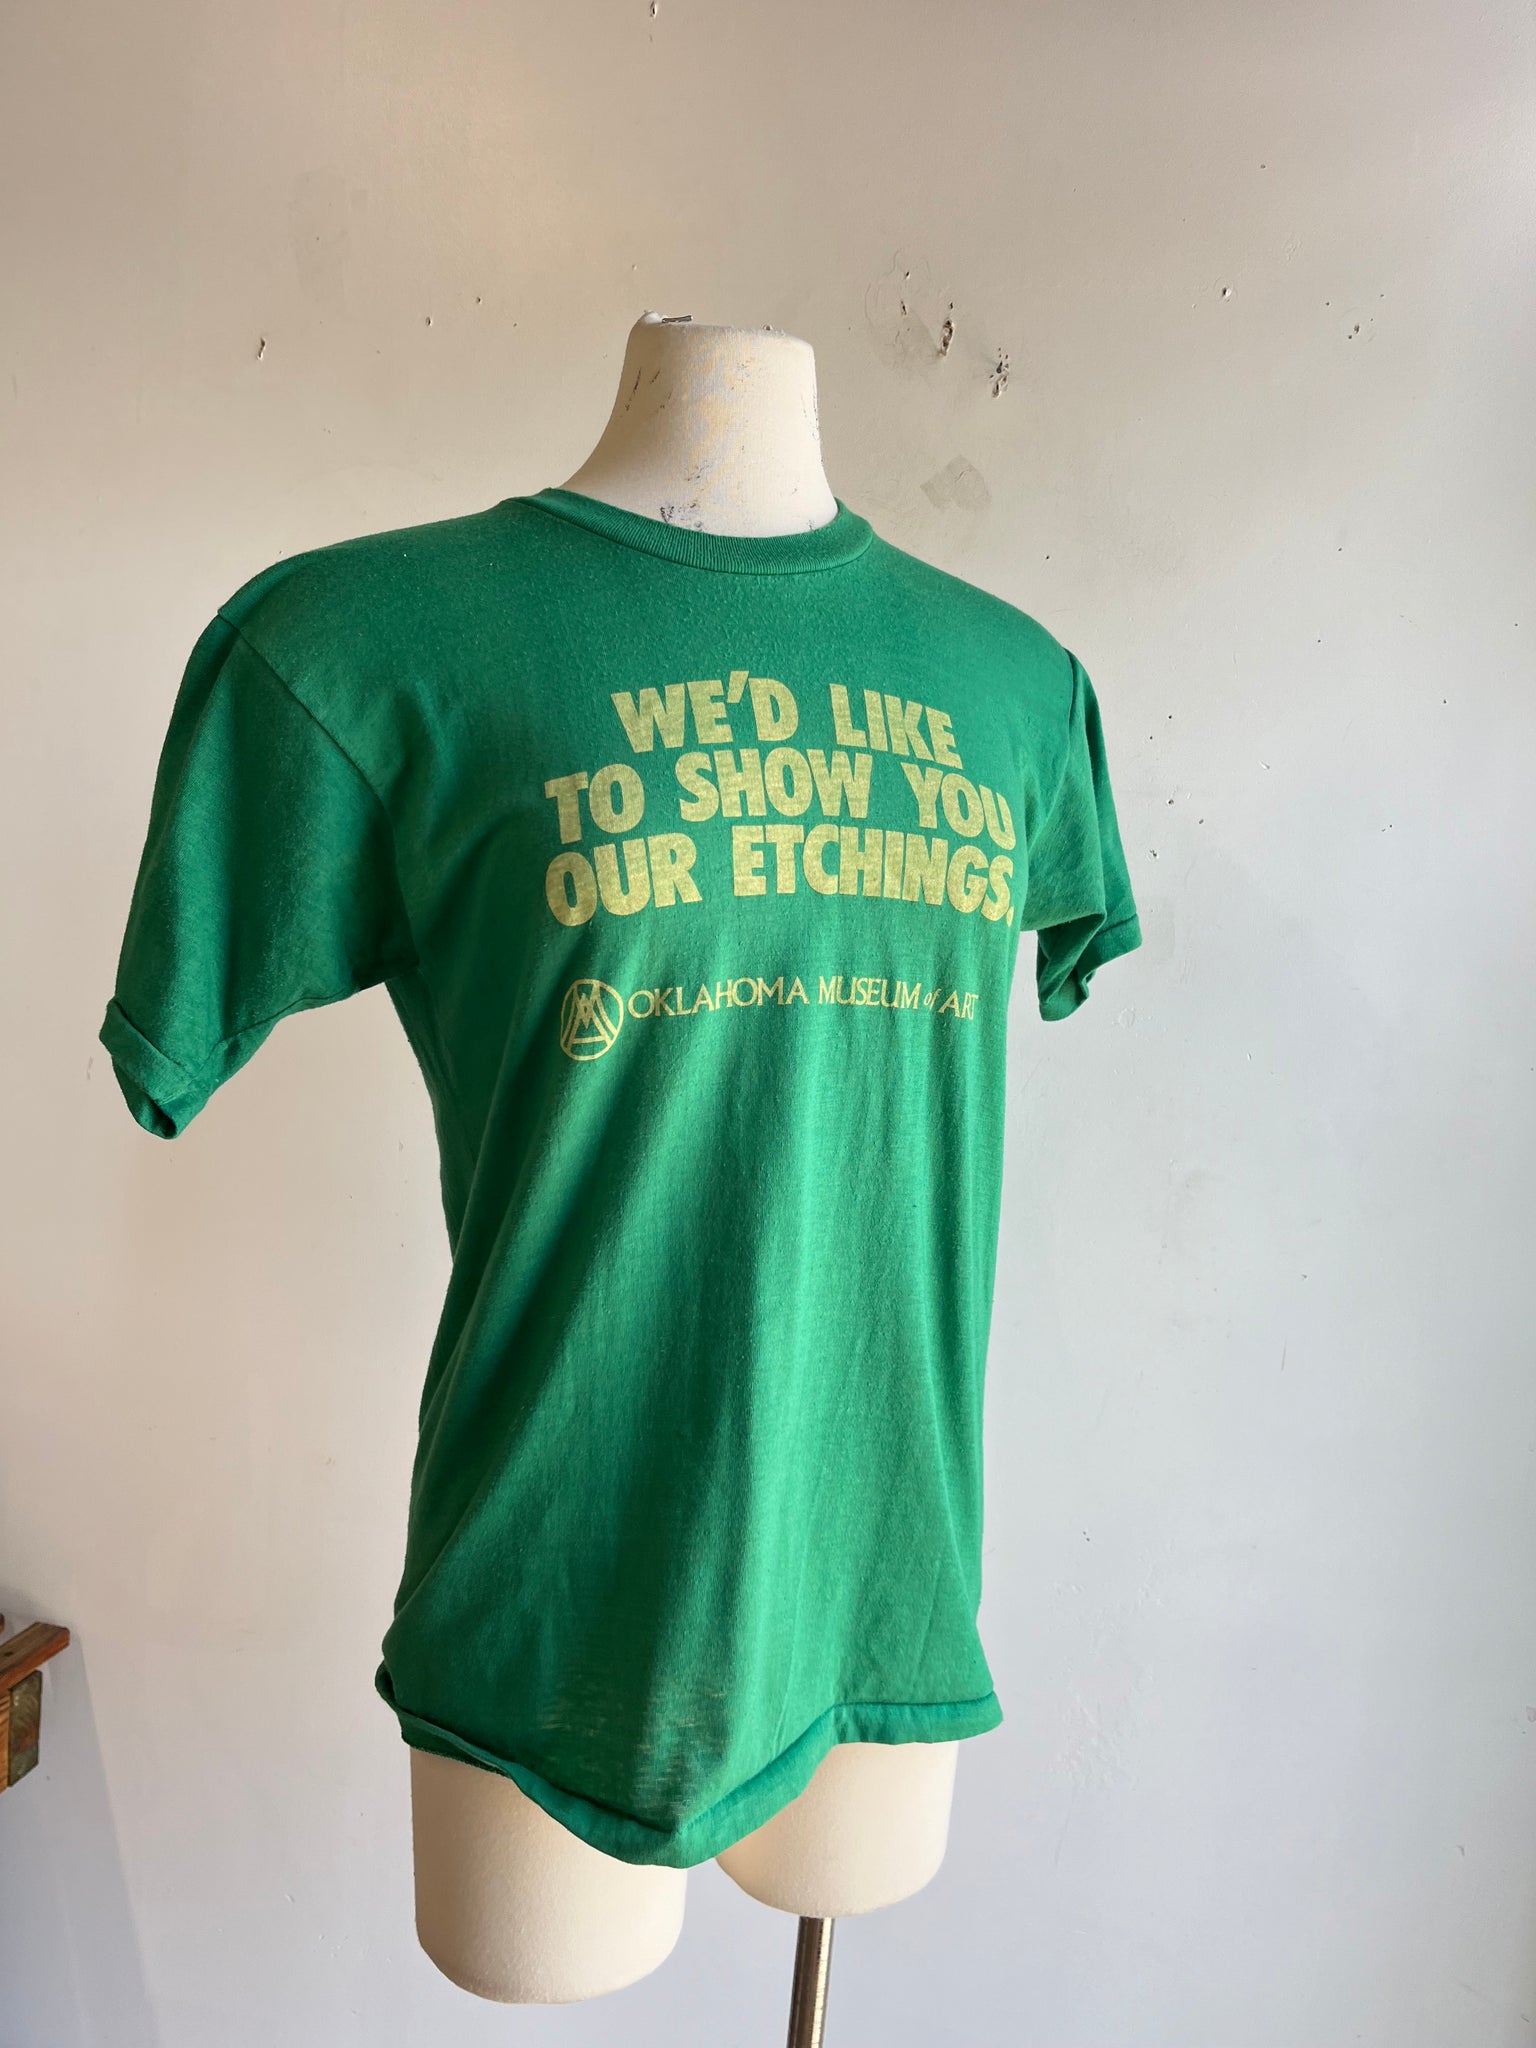 WE'D LIKE
TO SHOW YOU
OUR ETCHINGS.
OKLAHOMA MUSEUM of ART